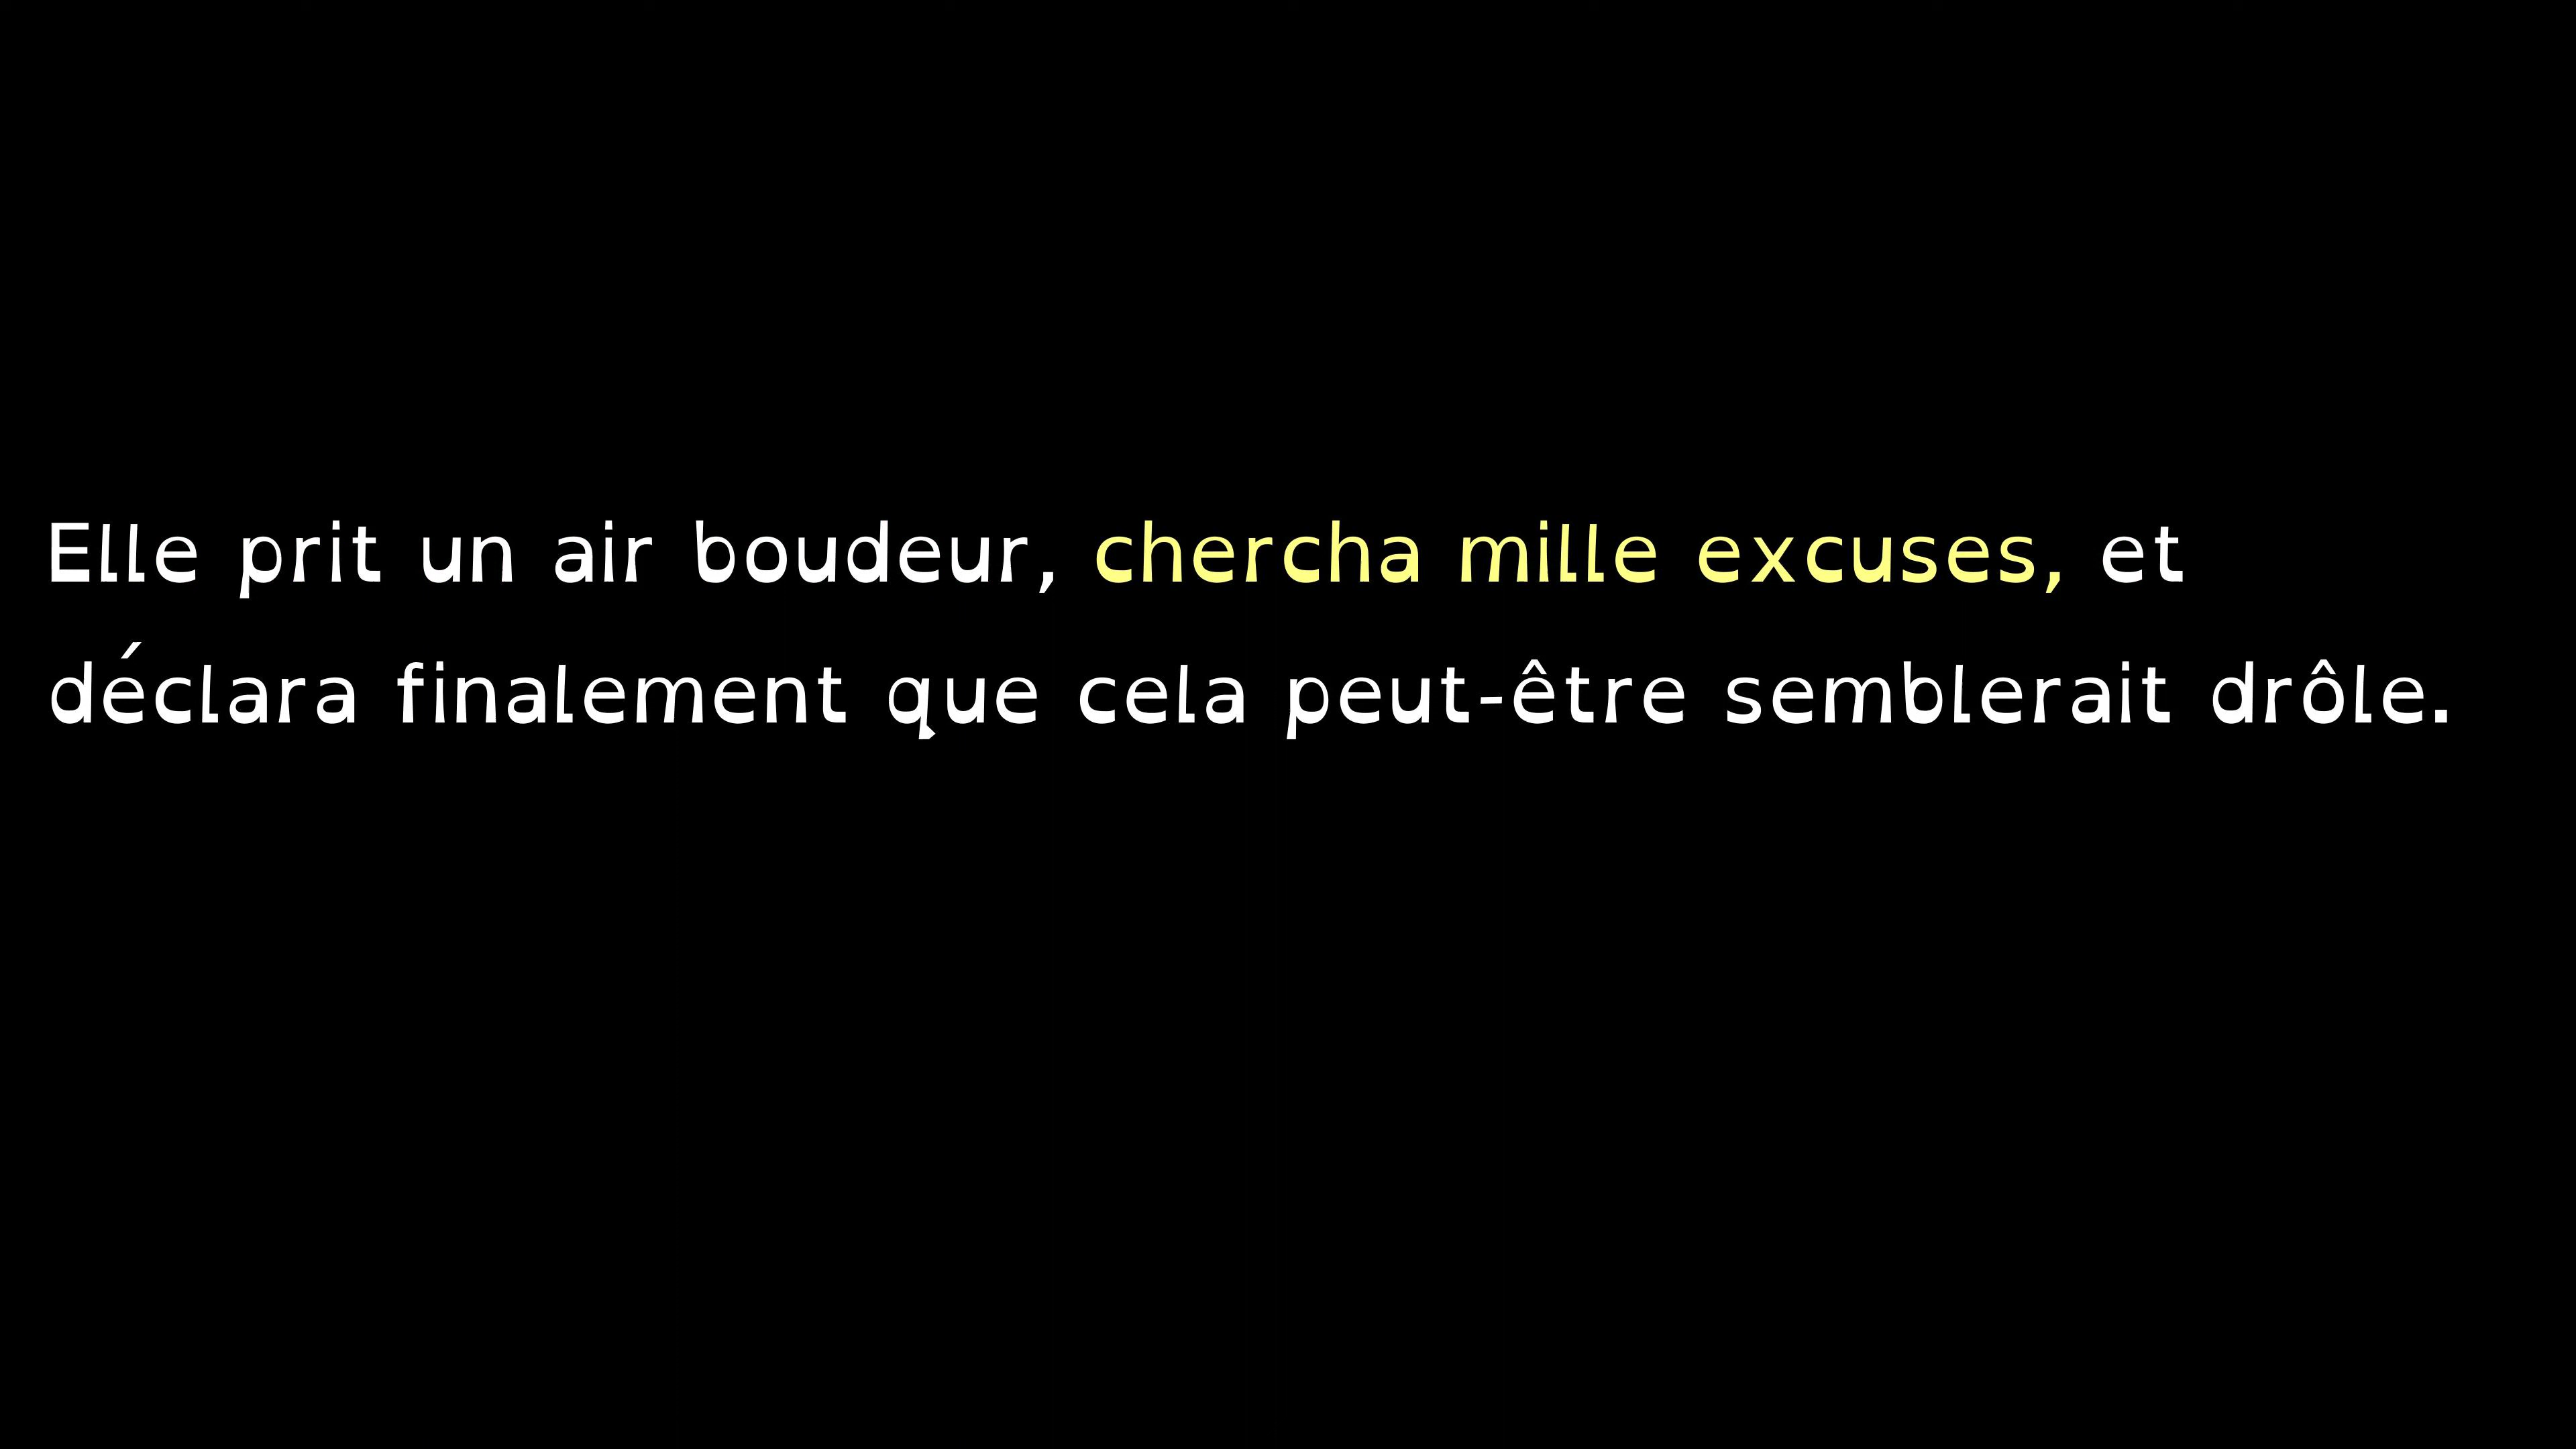 Elle prit un air boudeur, chercha mille excuses, et
déclara finalement que cela peut-être semblerait drôle.